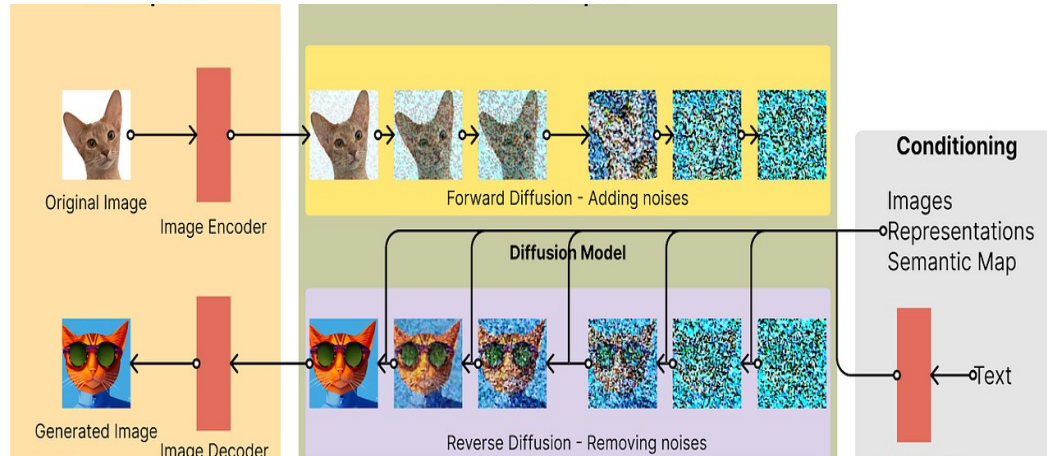 Original Image
Image Encoder
Forward Diffusion - Adding noises
Conditioning
Images
Representations
Semantic Map
Diffusion Model
Text
Generated Image
Image Decoder
Reverse Diffusion - Removing noises